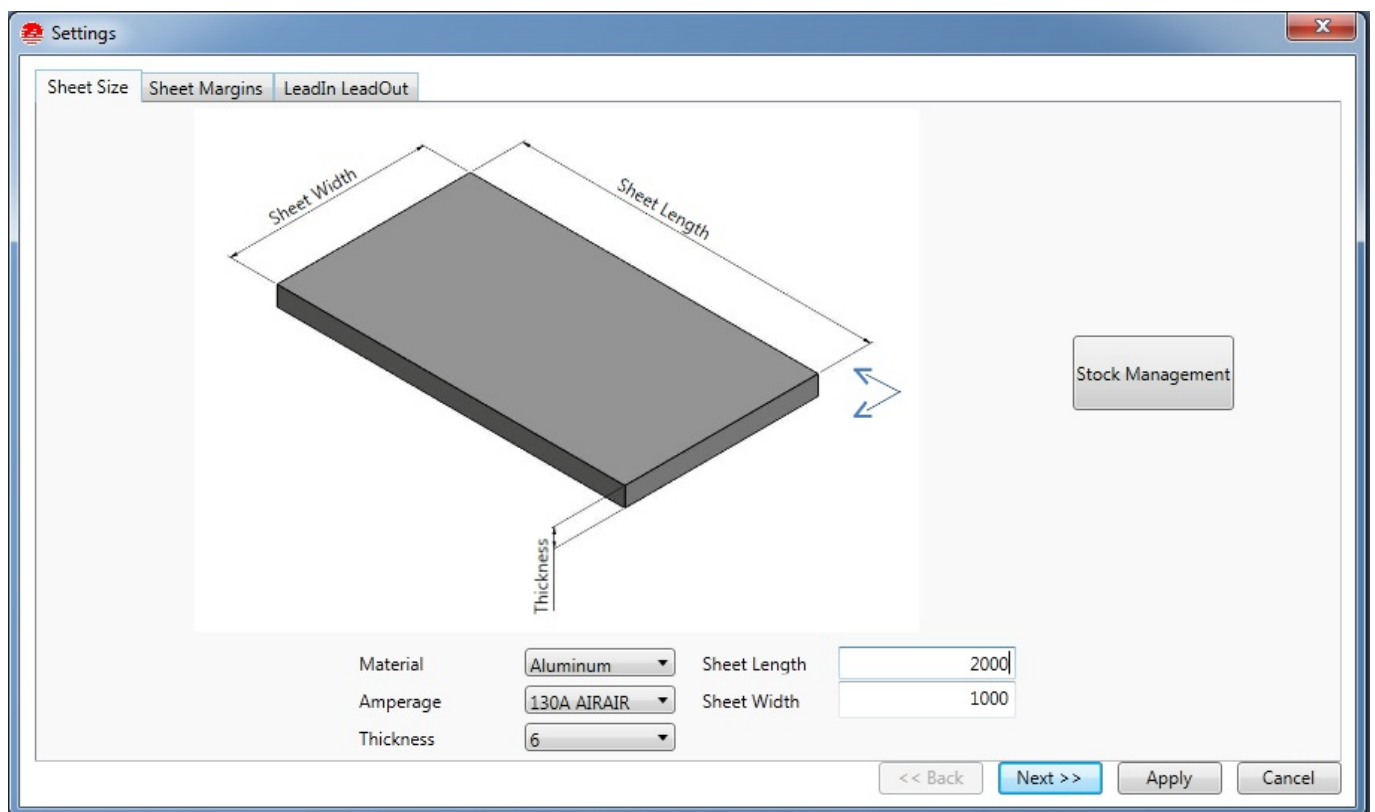 Settings
X
Sheet Size Sheet Margins LeadIn LeadOut
Sheet Width
Sheet Length
Stock Management
Thickness
Material Aluminum Sheet Length 2000
Amperage 130A AIRAIR Sheet Width 1000
Thickness 6
<< Back Next >> Apply Cancel